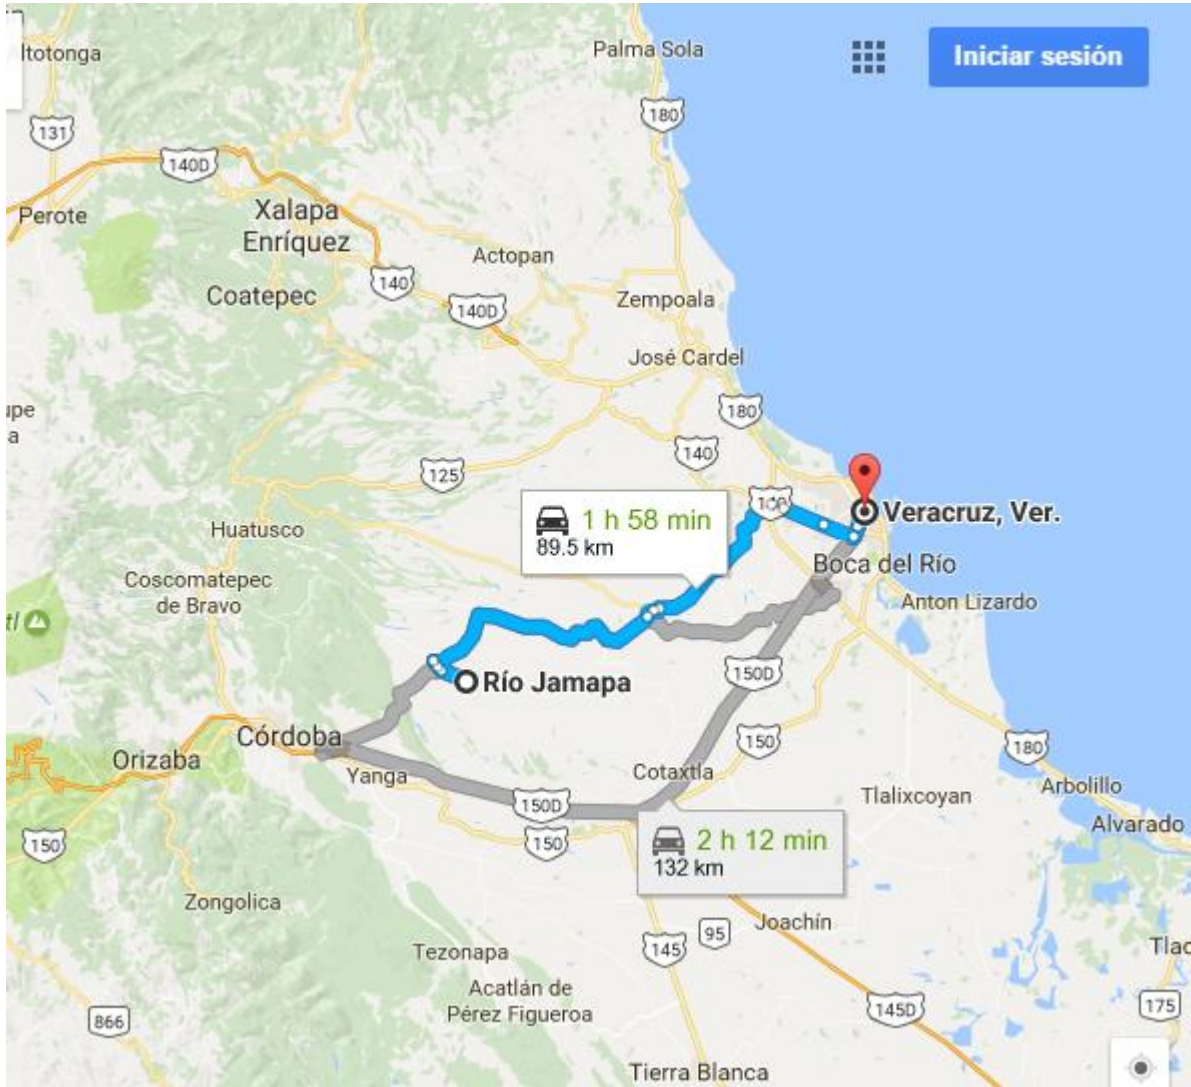 ltotonga
Palma Sola
Iniciar sesión
131
180
140D
Perote
Xalapa
Enríquez
Actopan
Coatepec
140
140D
Zempoala
José Cardel
180
140
125
1 h 58 min
89.5 km
Veracruz, Ver.
Huatusco
Boca del Río
Coscomatepec
de Bravo
Anton Lizardo
Río Jamapa
150D
Córdoba
150
180
Orizaba
Yanga
Cotaxtla
Arbolillo
Tlalixcoyan
150D
Alvarado
150
150
2 h 12 min
132 km
Zongolica
Joachín
95
145
Tezonapa
Tlac
Acatlán de
Pérez Figueroa
866
145D
175
Tierra Blanca